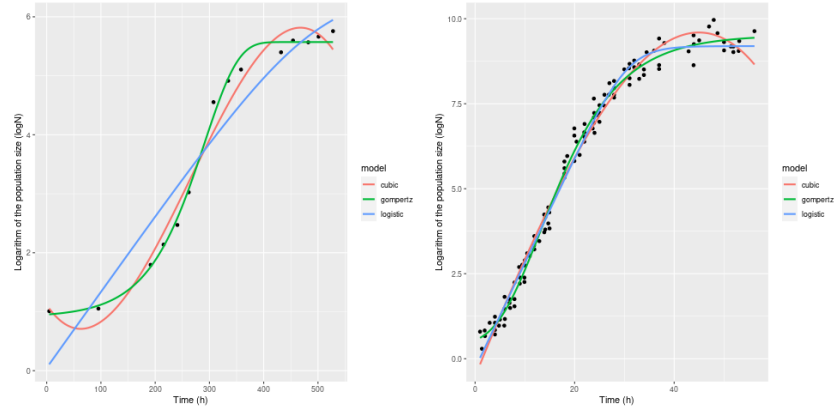 6
4
2
0
Logarithm of the population size (logN)
0
100
200
300
400
500
Time (h)
model
cubic
gompertz
logistic
10.0
7.5
5.0
2.5
0.0
Logarithm of the population size (logN)
0
20
40
Time (h)
model
cubic
gompertz
logistic